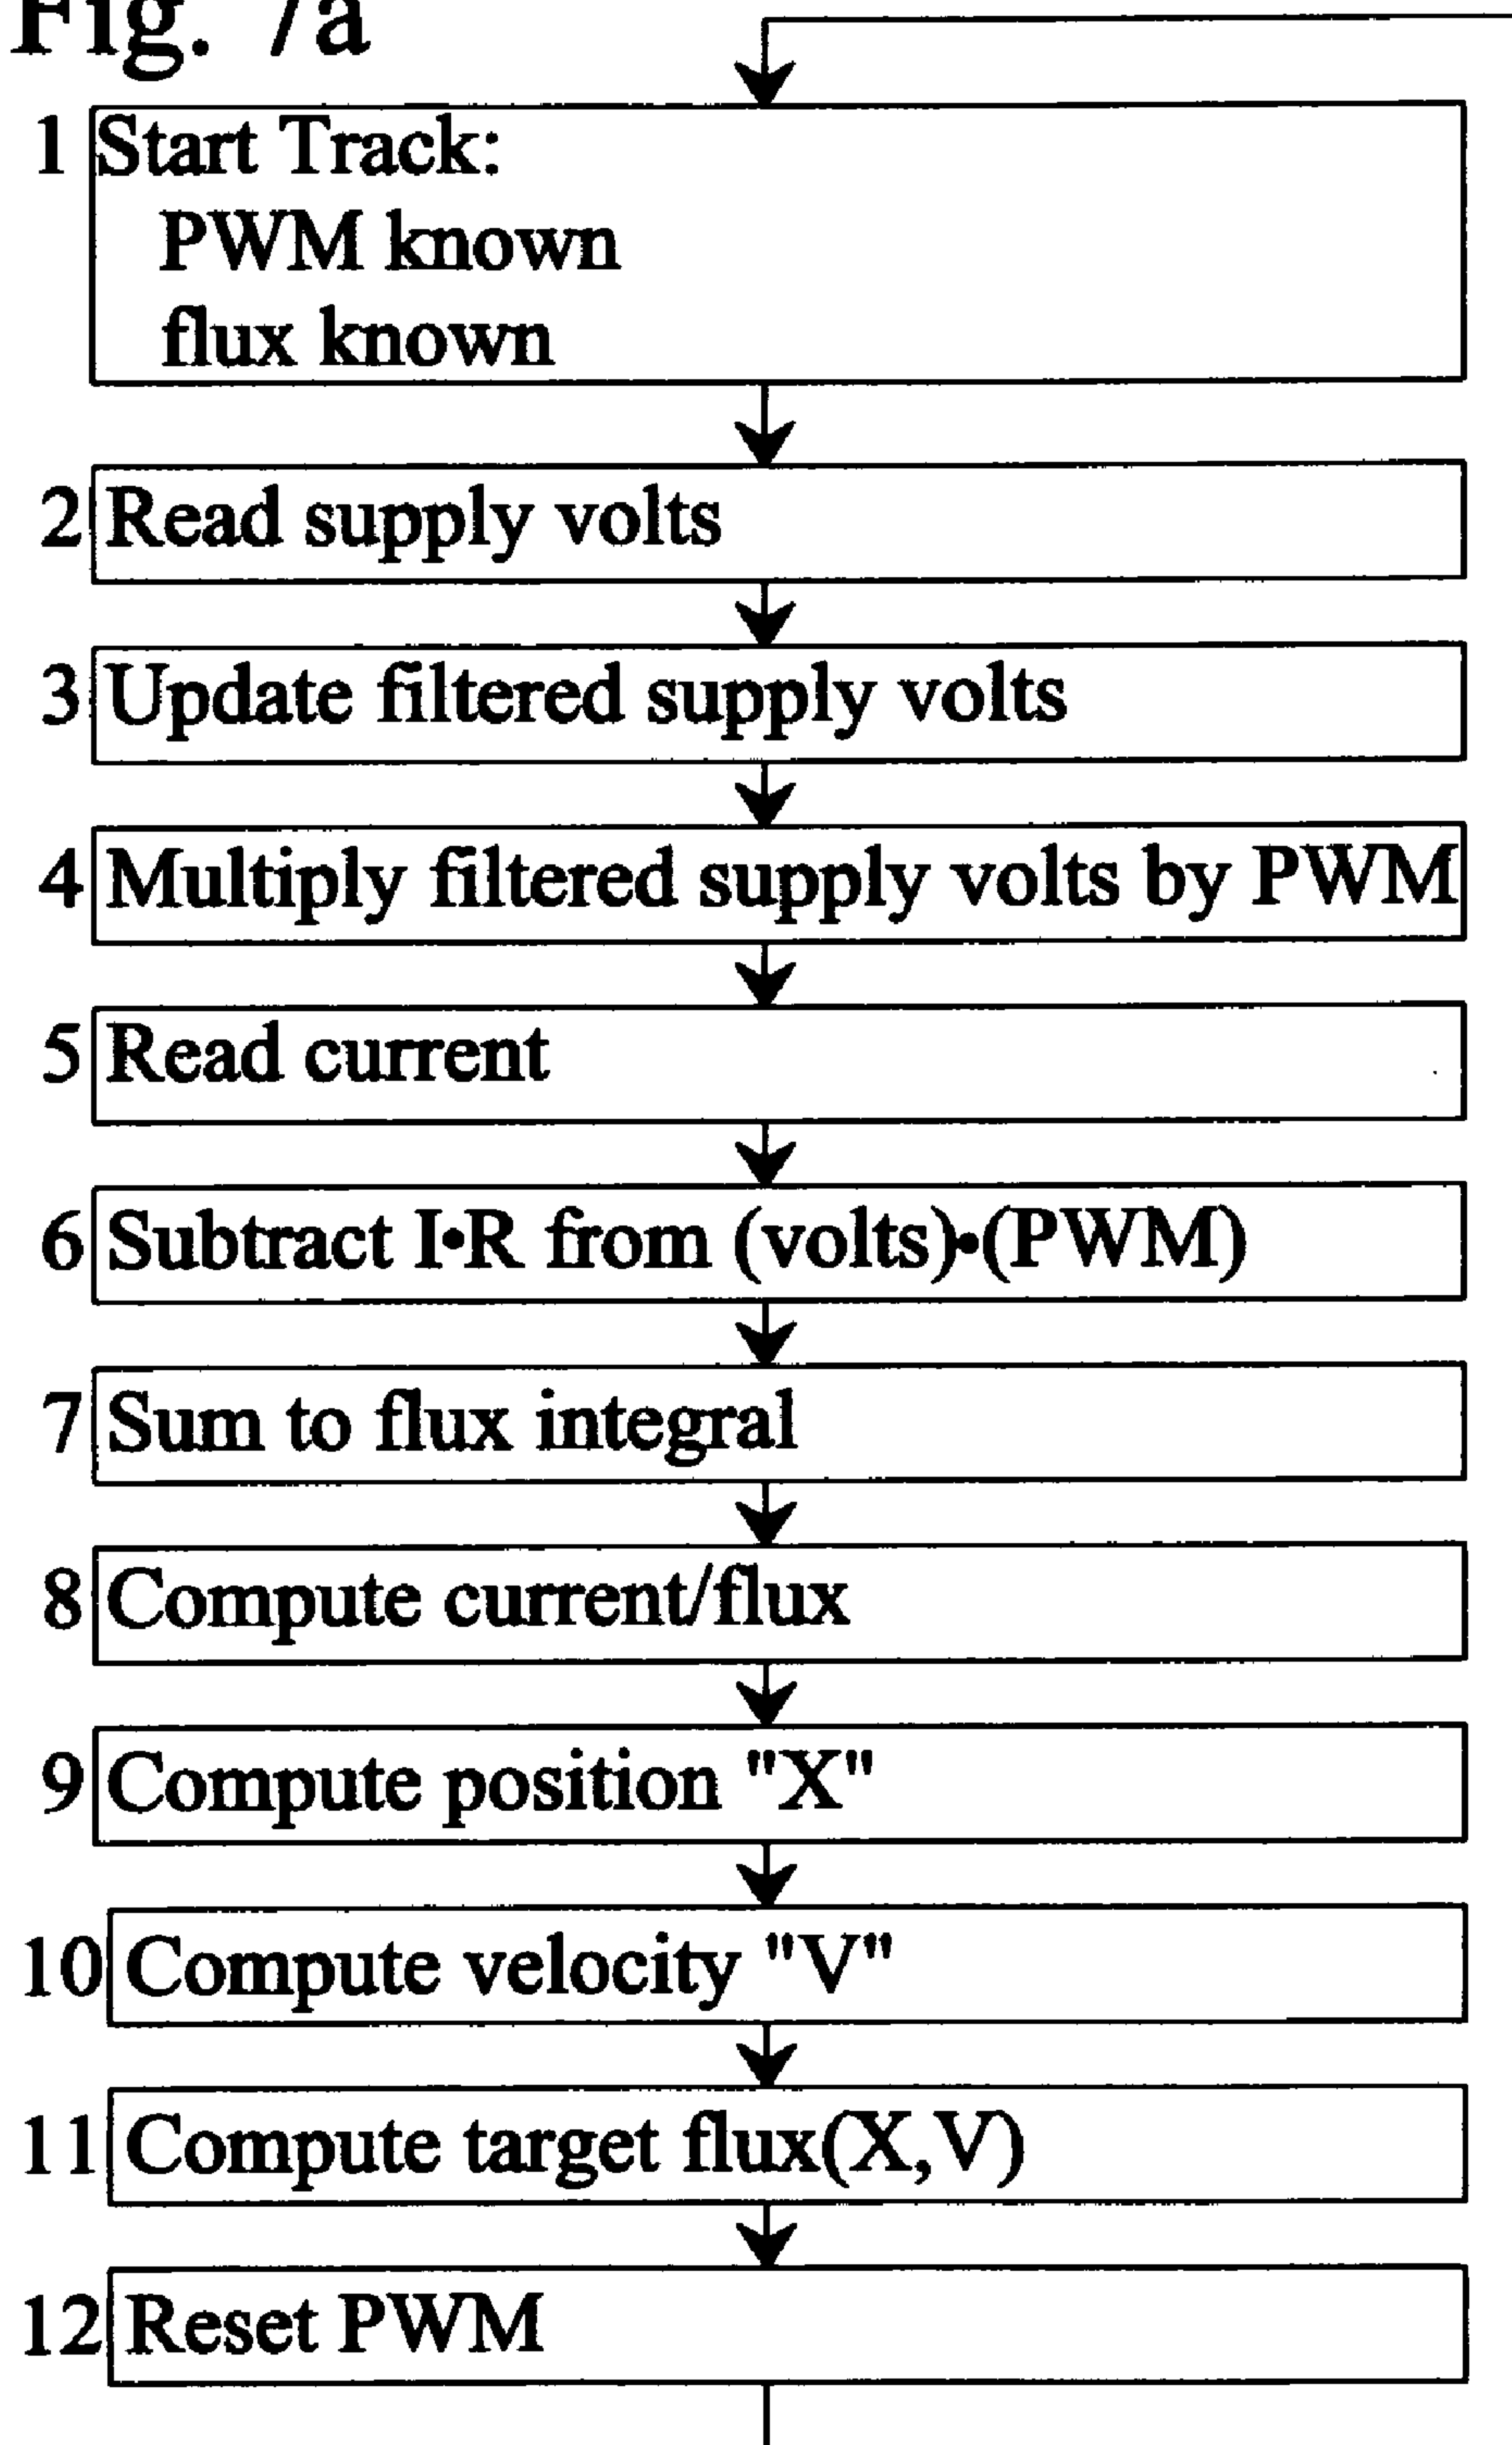 Fig. 7a
1 Start Track:
PWM known
flux known
2 Read supply volts
3 Update filtered supply volts
4 Multiply filtered supply volts by PWM
5 Read current
6 Subtract I•R from (volts)•(PWM)
7 Sum to flux integral
8 Compute current/flux
9 Compute position "X"
10 Compute velocity "V"
11 Compute target flux(X,V)
12 Reset PWM